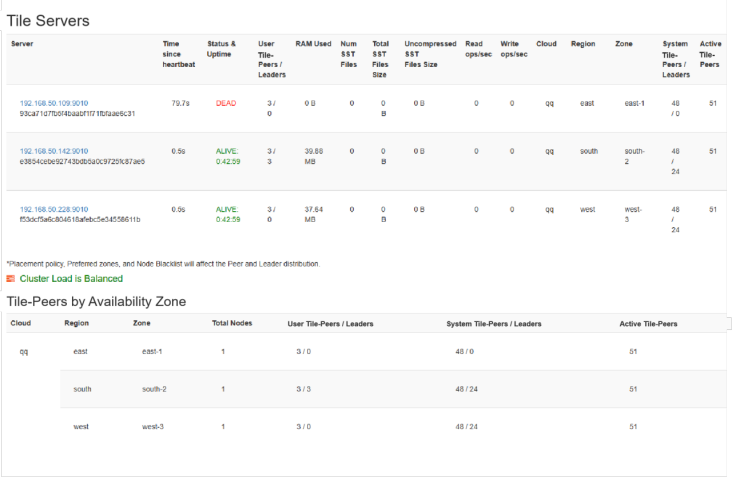 Tile Servers
Server Time since heartbeat Status & Uptime User Tile-Peers / Leaders RAM Used Num SST Files Total SST Files Size Uncompressed SST Files Size Read ops/sec Write ops/sec Cloud Region Zone System Tile-Peers / Leaders Active Tile-Peers
192.168.50.109:9010 79.7s DEAD 3 / 0 0 B 0 0 B 0 B 0 0 qq east east-1 48 / 0 51
192.168.50.142:9010 0.5s ALIVE: 0:42:59 3 / 3 39.88 MB 0 0 B 0 B 0 0 qq south south-2 48 / 24 51
192.168.50.228:9010 0.5s ALIVE: 0:42:59 3 / 0 37.64 MB 0 0 B 0 B 0 0 qq west west-3 48 / 24 51
*Placement policy, Preferred zones, and Node Blacklist will affect the Peer and Leader distribution.
Cluster Load is Balanced
Tile-Peers by Availability Zone
Cloud Region Zone Total Nodes User Tile-Peers / Leaders System Tile-Peers / Leaders Active Tile-Peers
qq east east-1 1 3 / 0 48 / 0 51
south south-2 1 3 / 3 48 / 24 51
west west-3 1 3 / 0 48 / 24 51